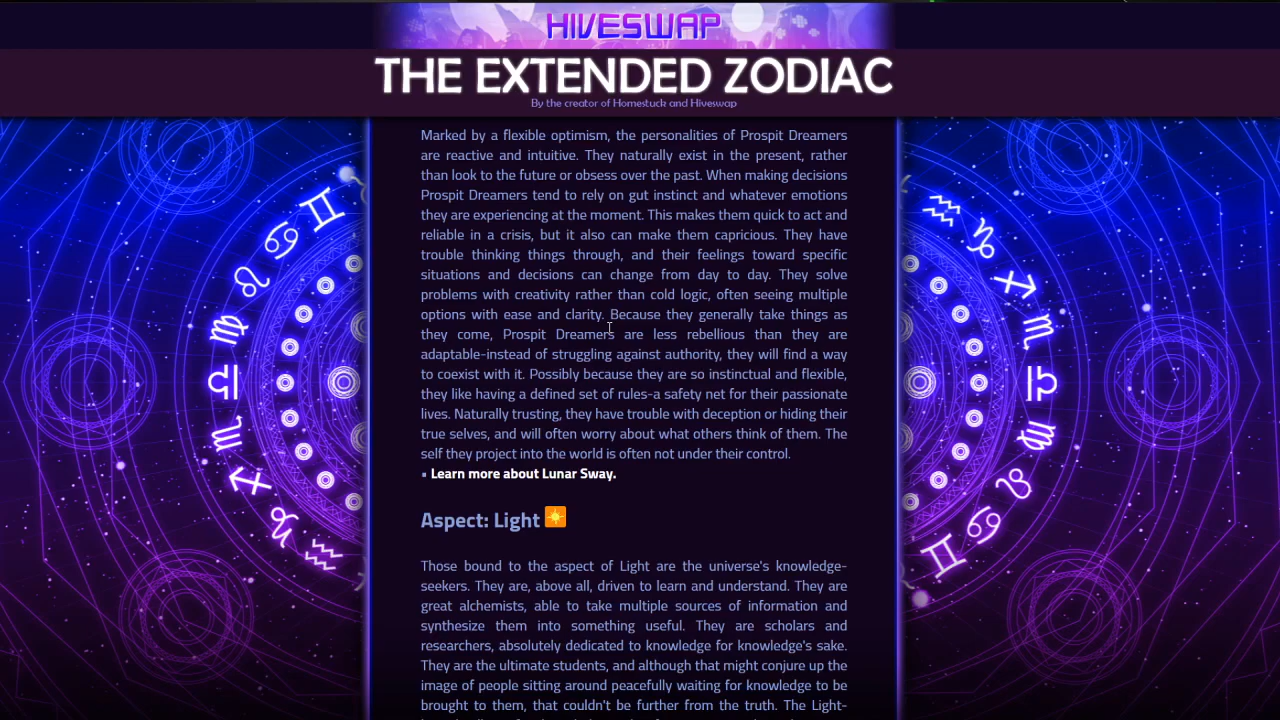 HIVESWAP
THE EXTENDED ZODIAC
By the creator of Homestuck and Hiveswap
Marked by a flexible optimism, the personalities of Prospit Dreamers
are reactive and intuitive. They naturally exist in the present, rather
than look to the future or obsess over the past. When making decisions
Prospit Dreamers tend to rely on gut instinct and whatever emotions
they are experiencing at the moment. This makes them quick to act and
reliable in a crisis, but it also can make them capricious. They have
trouble thinking things through, and their feelings toward specific
situations and decisions can change from day to day. They solve
problems with creativity rather than cold logic, often seeing multiple
options with ease and clarity. Because they generally take things as
they come, Prospit Dreamers are less rebellious than they are
adaptable-instead of struggling against authority, they will find a way
to coexist with it. Possibly because they are so instinctual and flexible,
they like having a defined set of rules-a safety net for their passionate
lives. Naturally trusting, they have trouble with deception or hiding their
true selves, and will often worry about what others think of them. The
self they project into the world is often not under their control.
▪ Learn more about Lunar Sway.
Aspect: Light
Those bound to the aspect of Light are the universe's knowledge-
seekers. They are, above all, driven to learn and understand. They are
great alchemists, able to take multiple sources of information and
synthesize them into something useful. They are scholars and
researchers, absolutely dedicated to knowledge for knowledge's sake.
They are the ultimate students, and although that might conjure up the
image of people sitting around peacefully waiting for knowledge to be
brought to them, that couldn't be further from the truth. The Light-